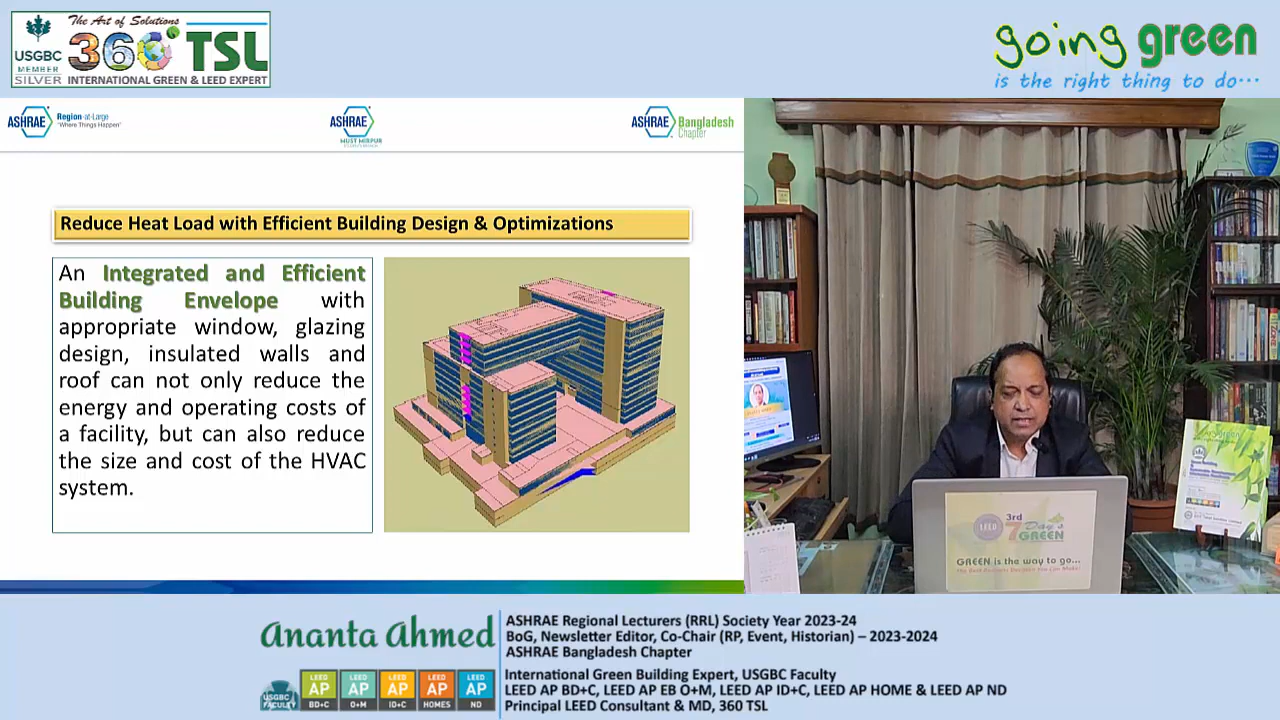 The Art of Solutions
USGBC
MEMBER
SILVER
360 TSL
INTERNATIONAL GREEN & LEED EXPERT
going green
is the right thing to do...
ASHRAE Region-at-Large
"Where Things Happen"
ASHRAE
ASHRAE Bangladesh
Chapter
Reduce Heat Load with Efficient Building Design & Optimizations
An Integrated and Efficient
Building Envelope with
appropriate window, glazing
design, insulated walls and
roof can not only reduce the
energy and operating costs of
a facility, but can also reduce
the size and cost of the HVAC
system.
LEED
3rd
7 Day's
GREEN
GREEN is the way to go...
Ananta Ahmed
USGBC
FACULTY
LEED
AP
BD+C
LEED
AP
O+M
LEED
AP
ID+C
LEED
AP
HOMES
LEED
AP
ND
ASHRAE Regional Lecturers (RRL) Society Year 2023-24
BoG, Newsletter Editor, Co-Chair (RP, Event, Historian) – 2023-2024
ASHRAE Bangladesh Chapter
International Green Building Expert, USGBC Faculty
LEED AP BD+C, LEED AP EB O+M, LEED AP ID+C, LEED AP HOME & LEED AP ND
Principal LEED Consultant & MD, 360 TSL